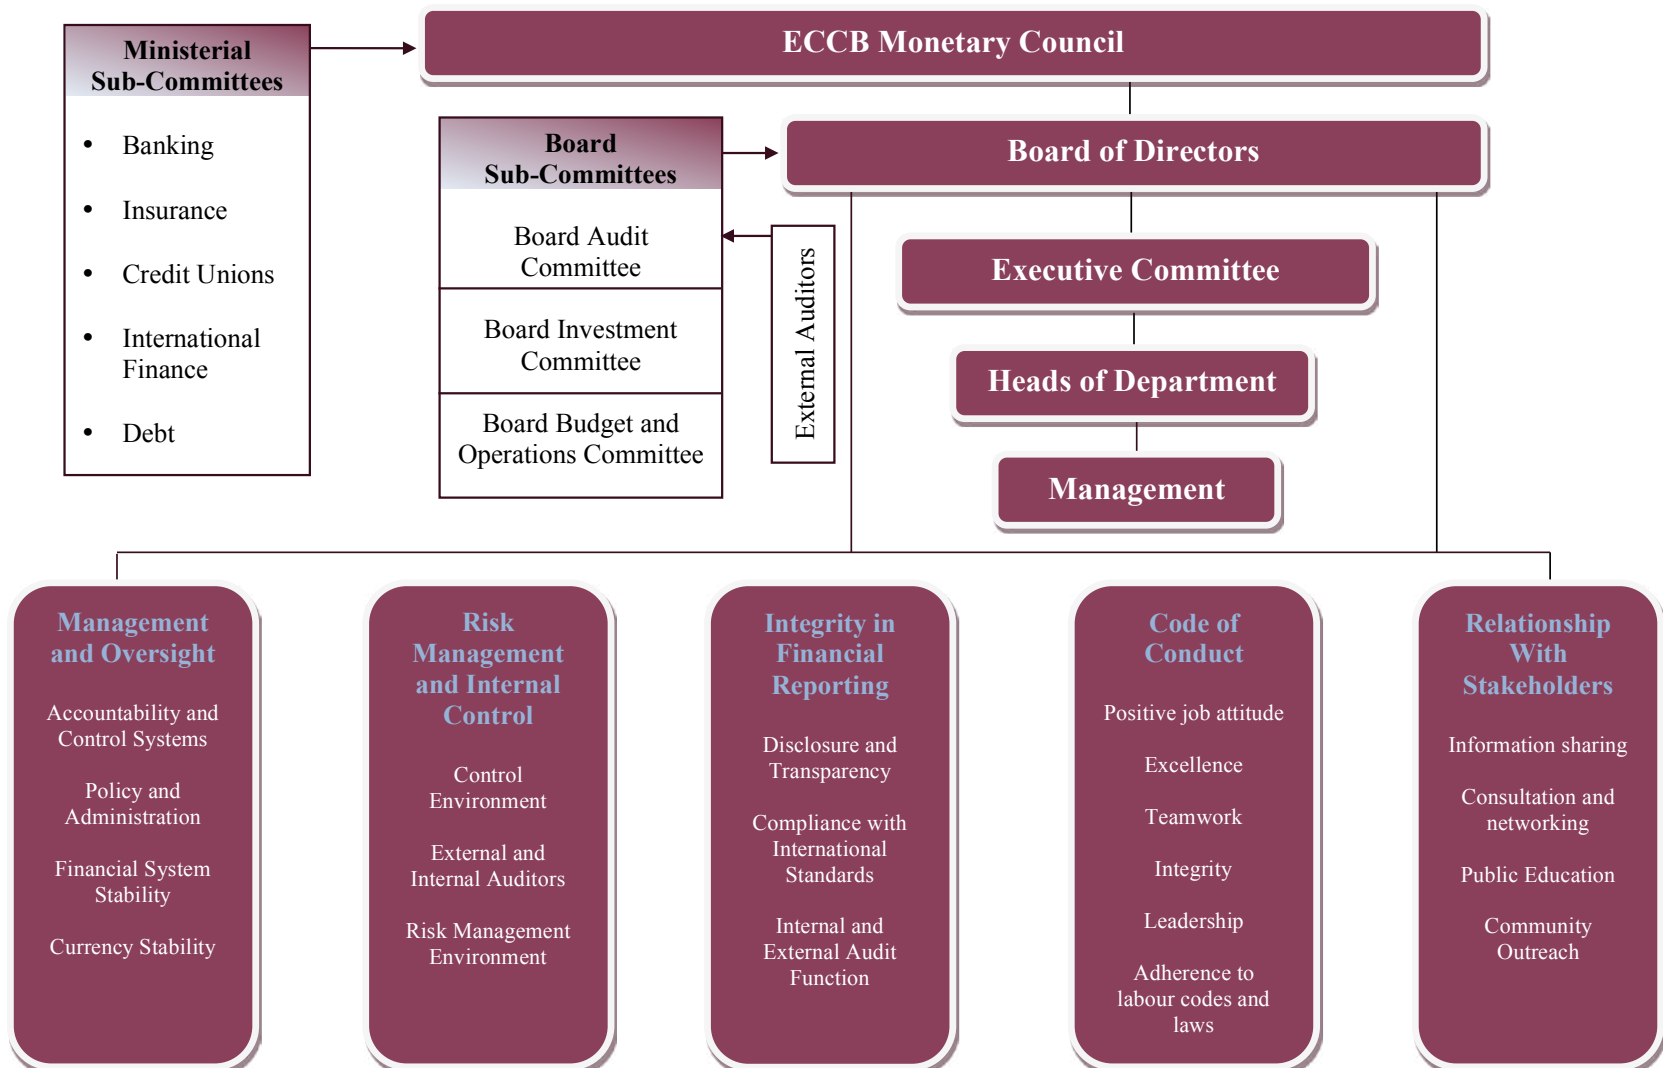 Ministerial
Sub-Committees
• Banking
• Insurance
• Credit Unions
• International
Finance
• Debt
ECCB Monetary Council
Board
Sub-Committees
Board Audit
Committee
Board Investment
Committee
Board Budget and
Operations Committee
External Auditors
Board of Directors
Executive Committee
Heads of Department
Management
Management
and Oversight
Accountability and
Control Systems
Policy and
Administration
Financial System
Stability
Currency Stability
Risk
Management
and Internal
Control
Control
Environment
External and
Internal Auditors
Risk Management
Environment
Integrity in
Financial
Reporting
Disclosure and
Transparency
Compliance with
International
Standards
Internal and
External Audit
Function
Code of
Conduct
Positive job attitude
Excellence
Teamwork
Integrity
Leadership
Adherence to
labour codes and
laws
Relationship
With
Stakeholders
Information sharing
Consultation and
networking
Public Education
Community
Outreach